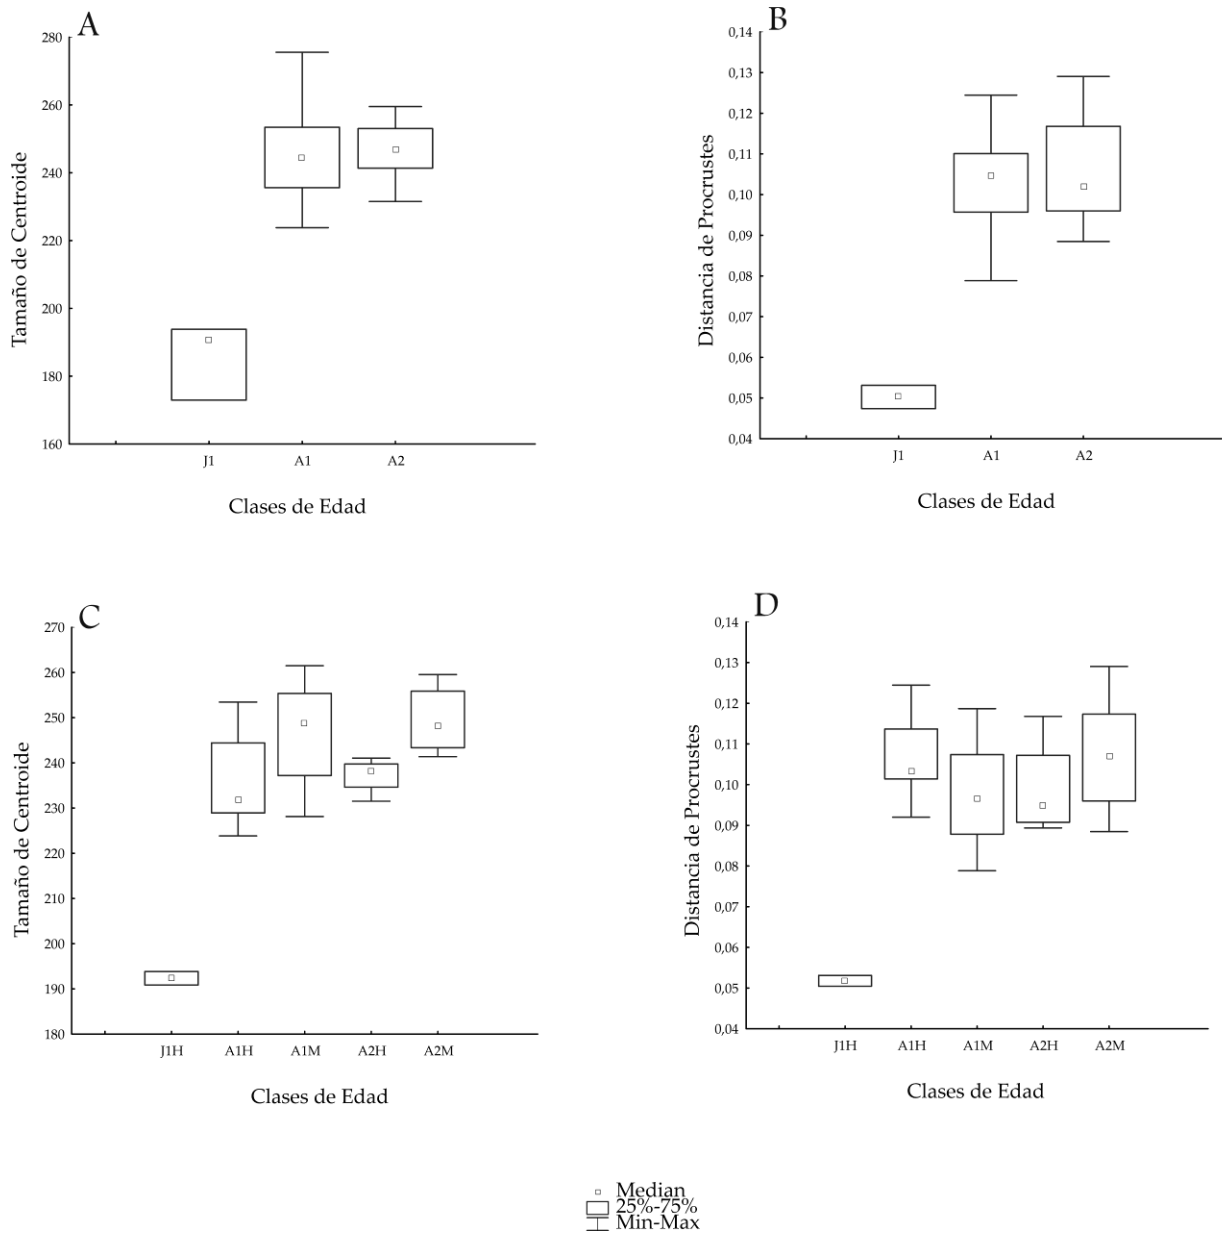 A
280
260
240
220
200
180
160
Tamaño de Centroide
J1 A1 A2
Clases de Edad
B
0,14
0,13
0,12
0,11
0,10
0,09
0,08
0,07
0,06
0,05
0,04
Distancia de Procrustes
J1 A1 A2
Clases de Edad
C
270
260
250
240
230
220
210
200
190
180
Tamaño de Centroide
J1H A1H A1M A2H A2M
Clases de Edad
D
0,14
0,13
0,12
0,11
0,10
0,09
0,08
0,07
0,06
0,05
0,04
Distancia de Procrustes
J1H A1H A1M A2H A2M
Clases de Edad
Median
25%-75%
Min-Max